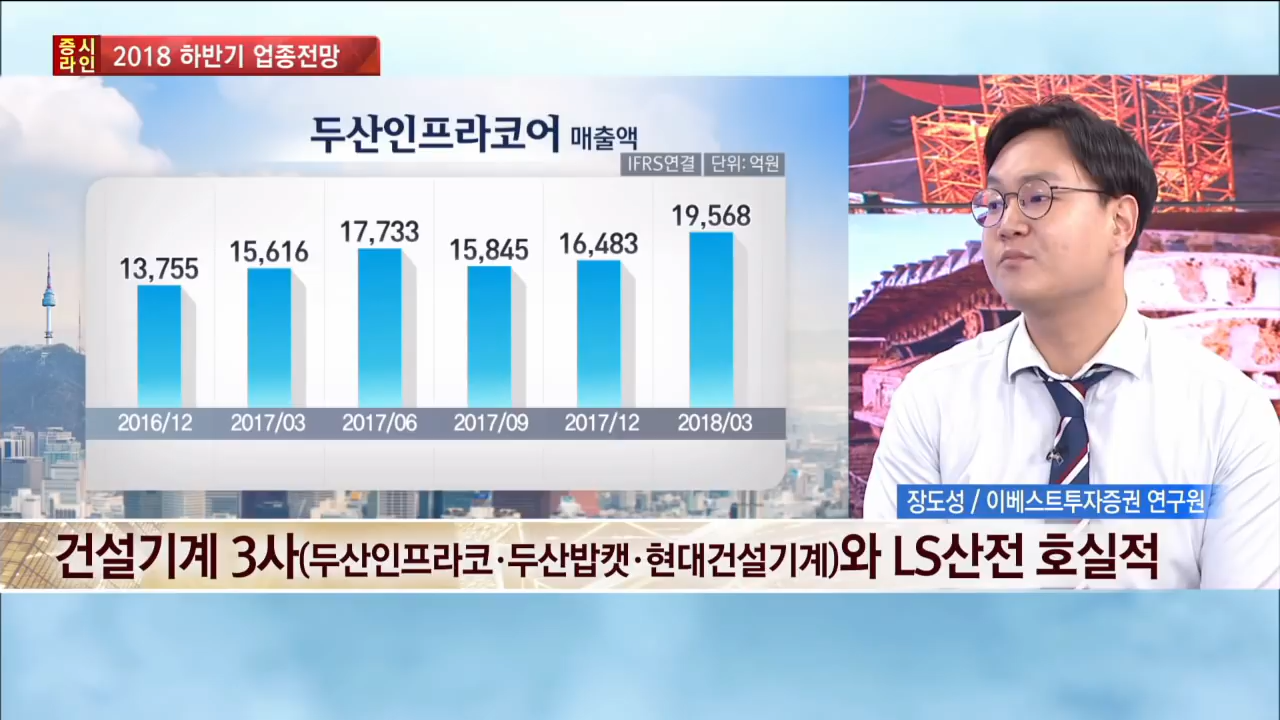 증시
라인
2018 하반기 업종전망
두산인프라코어 매출액
IFRS연결 단위: 억원
13,755 15,616 17,733 15,845 16,483 19,568
2016/12 2017/03 2017/06 2017/09 2017/12 2018/03
장도성 / 이베스트투자증권 연구원
건설기계 3사(두산인프라코·두산밥캣·현대건설기계)와 LS산전 호실적